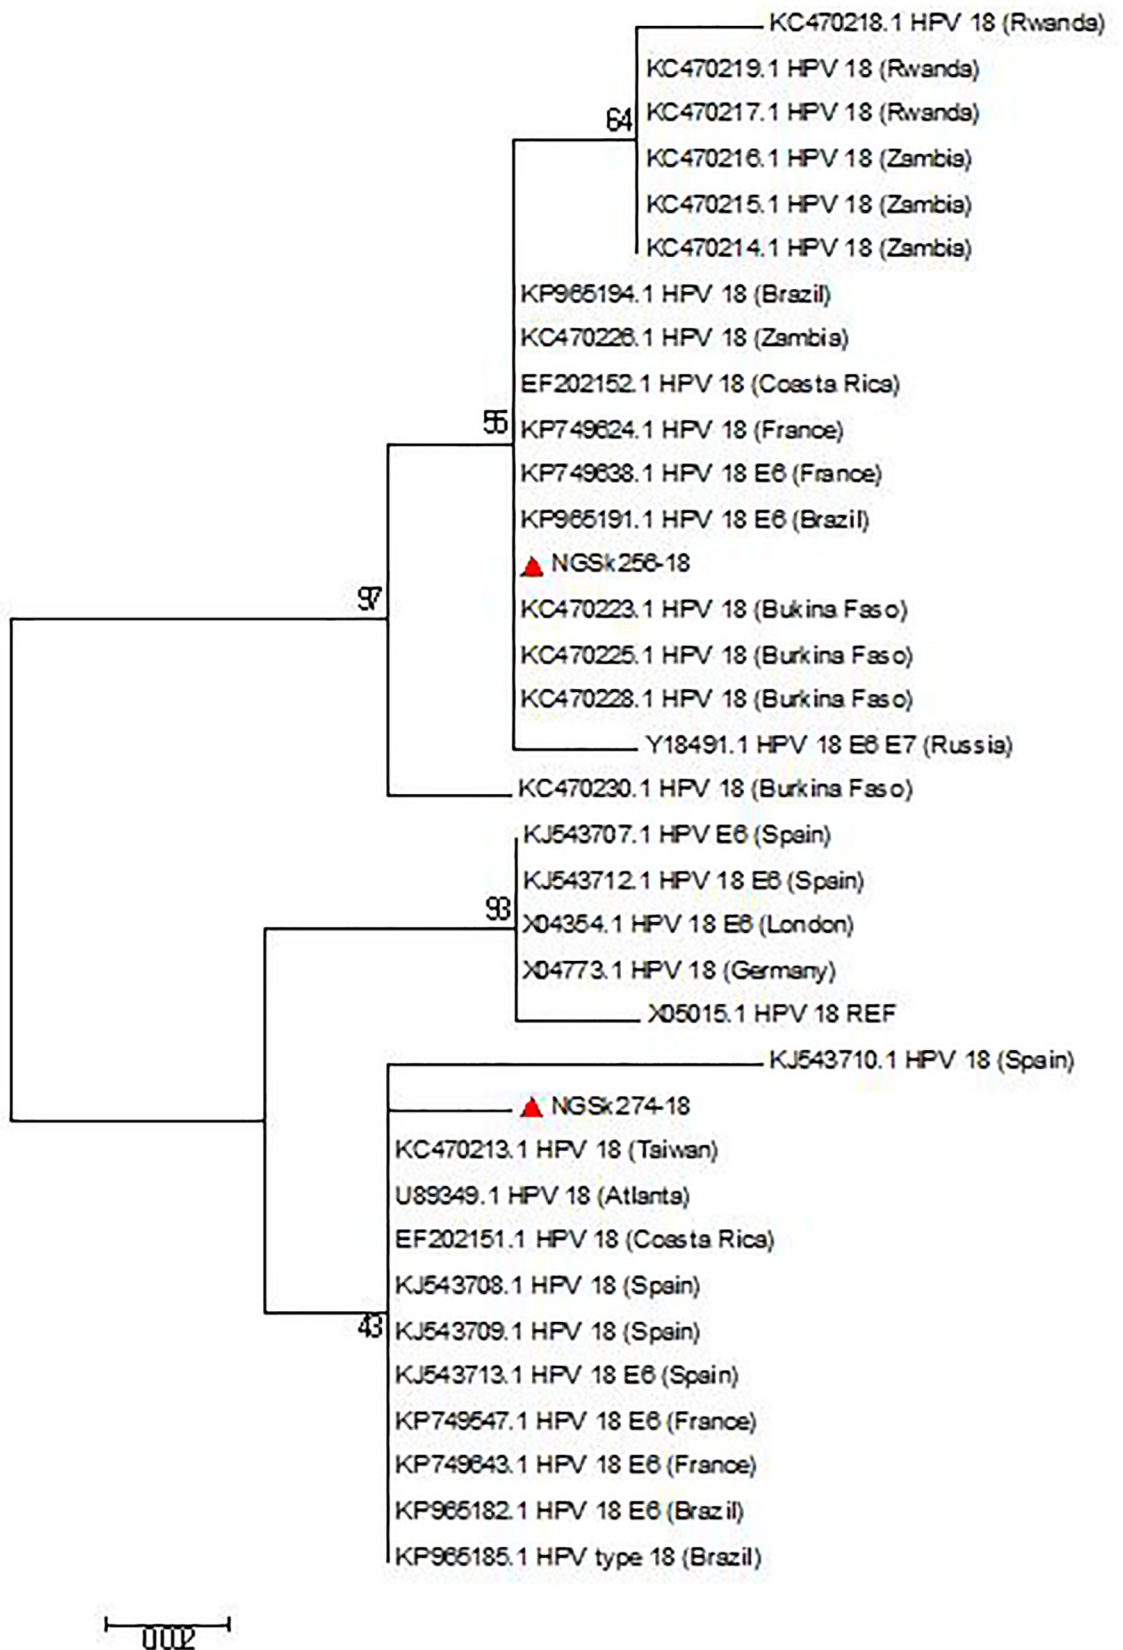 KC470218.1 HPV 18 (Rwanda)
KC470219.1 HPV 18 (Rwanda)
KC470217.1 HPV 18 (Rwanda)
64
KC470216.1 HPV 18 (Zambia)
KC470215.1 HPV 18 (Zambia)
KC470214.1 HPV 18 (Zambia)
KP965194.1 HPV 18 (Brazil)
KC470226.1 HPV 18 (Zambia)
EF202152.1 HPV 18 (Coasta Rica)
55
KP749624.1 HPV 18 (France)
KP749638.1 HPV 18 E6 (France)
KP965191.1 HPV 18 E6 (Brazil)
NGSk256-18
97
KC470223.1 HPV 18 (Bukina Faso)
KC470225.1 HPV 18 (Burkina Faso)
KC470228.1 HPV 18 (Burkina Faso)
Y18491.1 HPV 18 E6 E7 (Russia)
KC470230.1 HPV 18 (Burkina Faso)
KJ543707.1 HPV E6 (Spain)
KJ543712.1 HPV 18 E6 (Spain)
93
X04354.1 HPV 18 E6 (London)
X04773.1 HPV 18 (Germany)
X05015.1 HPV 18 REF
KJ543710.1 HPV 18 (Spain)
NGSk274-18
KC470213.1 HPV 18 (Taiwan)
U89349.1 HPV 18 (Atlanta)
EF202151.1 HPV 18 (Coasta Rica)
KJ543708.1 HPV 18 (Spain)
43
KJ543709.1 HPV 18 (Spain)
KJ543713.1 HPV 18 E6 (Spain)
KP749547.1 HPV 18 E6 (France)
KP749643.1 HPV 18 E6 (France)
KP965182.1 HPV 18 E6 (Brazil)
KP965185.1 HPV type 18 (Brazil)
0.002